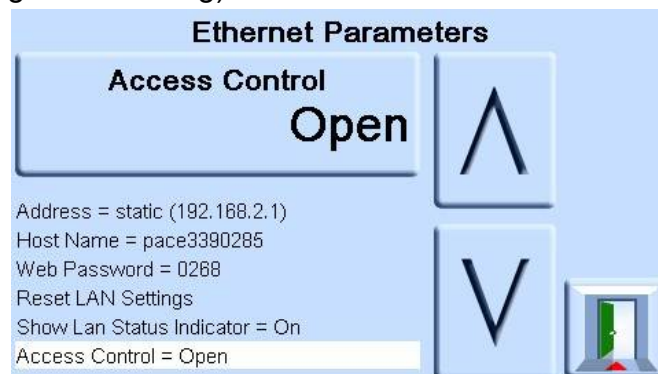 Ethernet Parameters
Access Control
Open
Address = static (192.168.2.1)
Host Name = pace3390285
Web Password = 0268
Reset LAN Settings
Show Lan Status Indicator = On
Access Control = Open